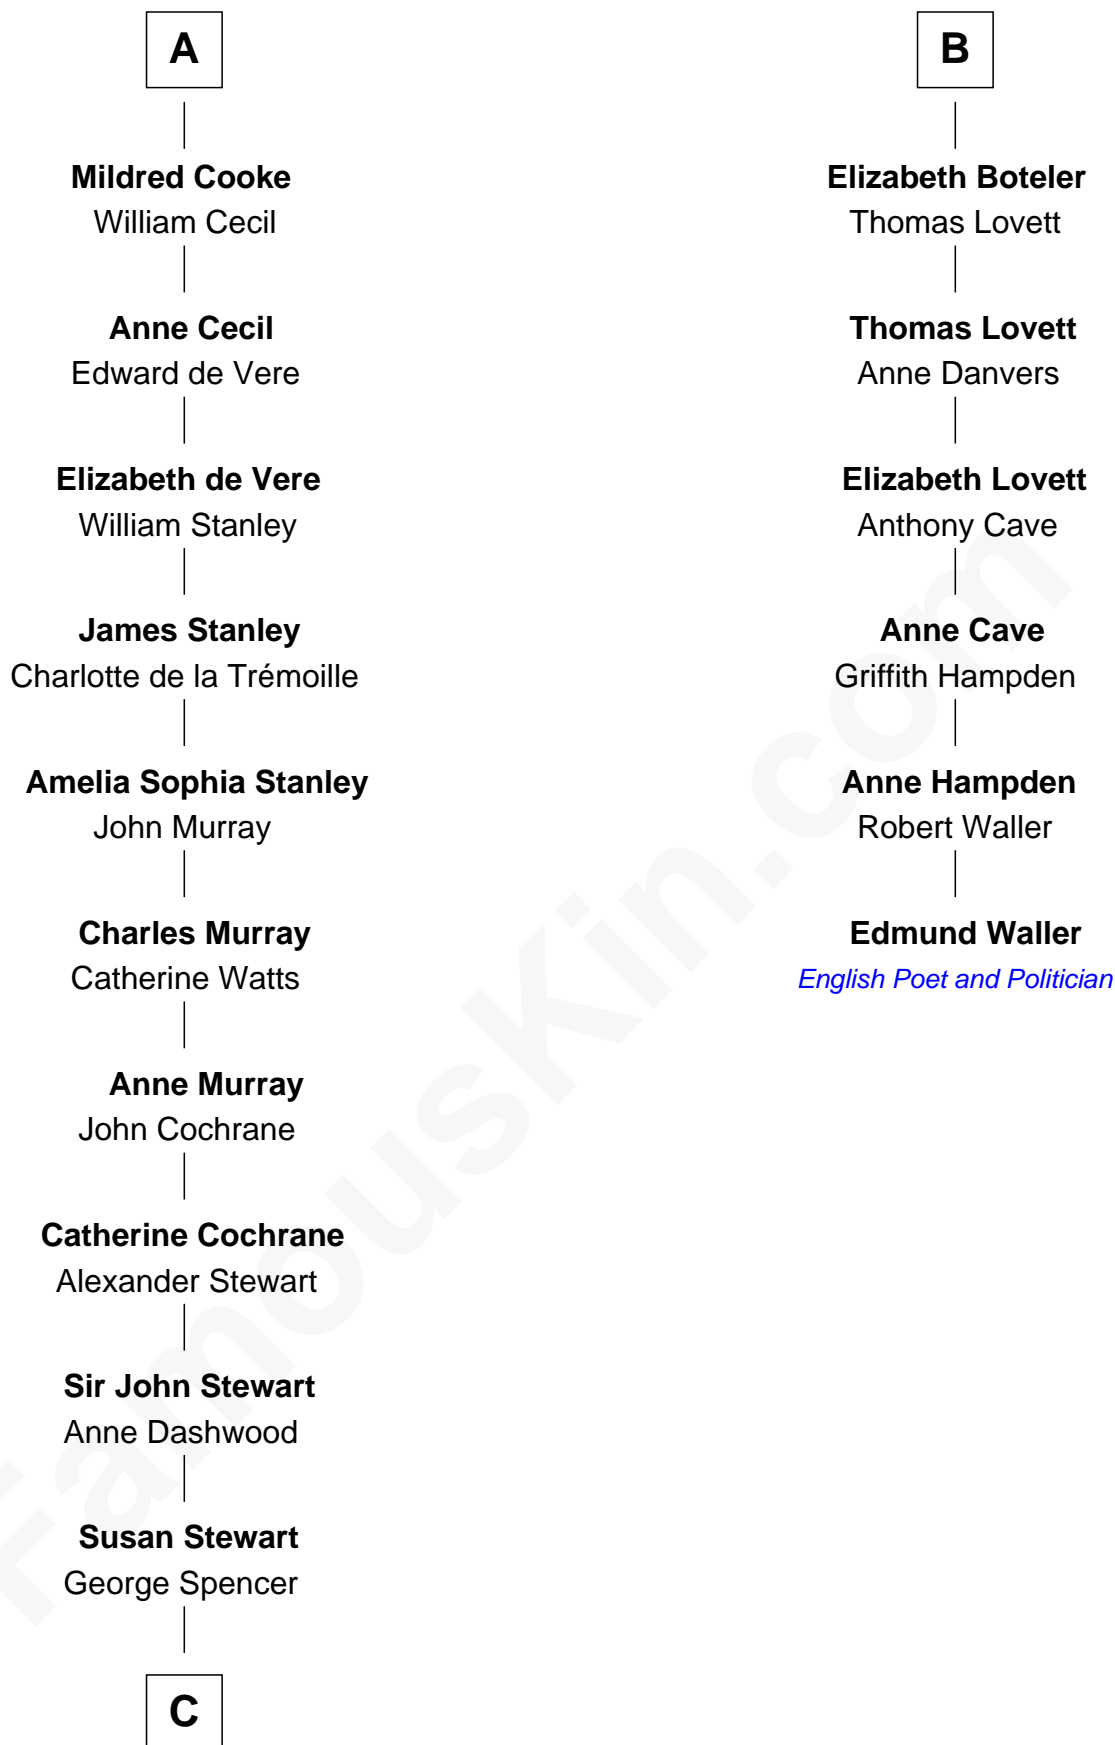 A
Mildred Cooke
William Cecil
Anne Cecil
Edward de Vere
Elizabeth de Vere
William Stanley
James Stanley
Charlotte de la Trémoille
Amelia Sophia Stanley
John Murray
Charles Murray
Catherine Watts
Anne Murray
John Cochrane
Catherine Cochrane
Alexander Stewart
Sir John Stewart
Anne Dashwood
Susan Stewart
George Spencer
C
B
Elizabeth Boteler
Thomas Lovett
Thomas Lovett
Anne Danvers
Elizabeth Lovett
Anthony Cave
Anne Cave
Griffith Hampden
Anne Hampden
Robert Waller
Edmund Waller
English Poet and Politician
FamousKin.com